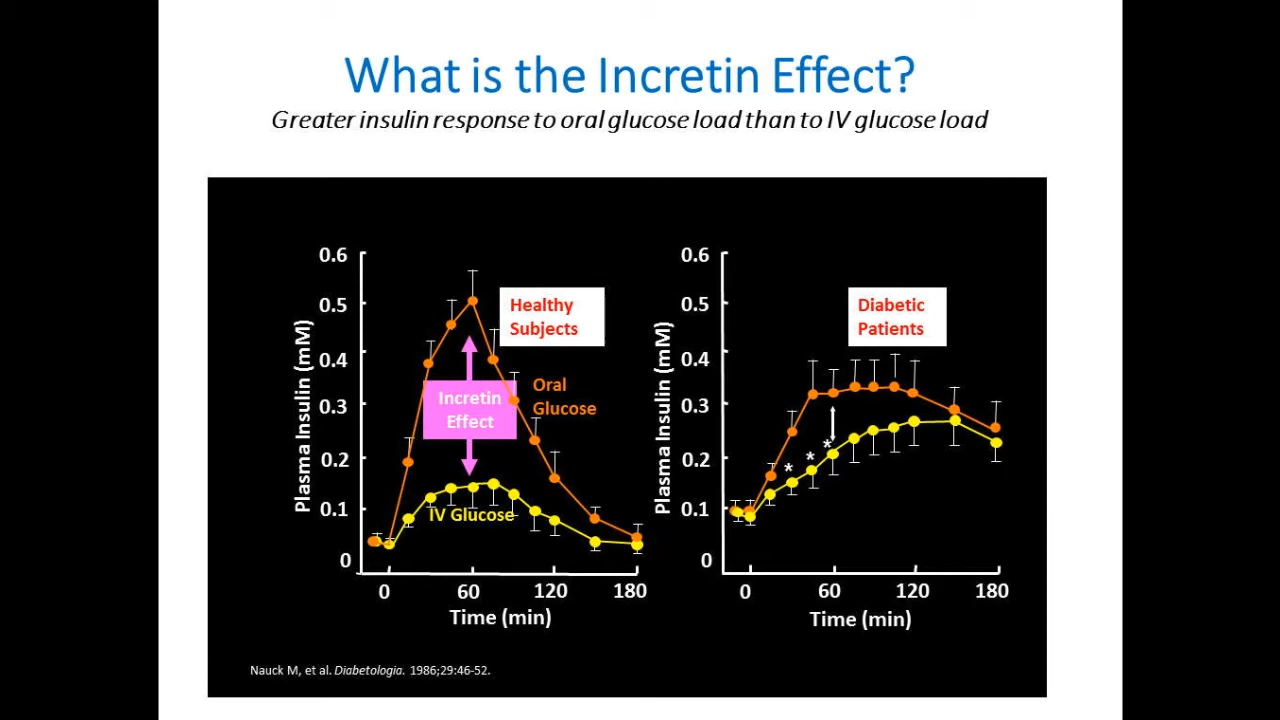 What is the Incretin Effect?
Greater insulin response to oral glucose load than to IV glucose load
Plasma Insulin (mM)
0.6
0.5
0.4
0.3
0.2
0.1
0
Healthy
Subjects
Oral
Glucose
Incretin
Effect
IV Glucose
0 60 120 180
Time (min)
Plasma Insulin (mM)
0.6
0.5
0.4
0.3
0.2
0.1
0
Diabetic
Patients
* * *
0 60 120 180
Time (min)
Nauck M, et al. Diabetologia. 1986;29:46-52.